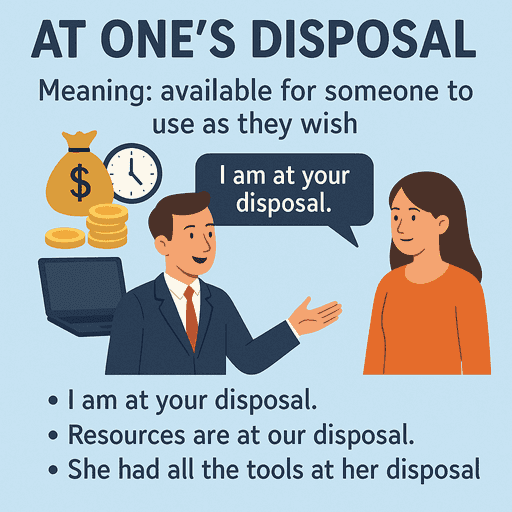 AT ONE'S DISPOSAL
Meaning: available for someone to
use as they wish
$
I am at your
disposal.
• I am at your disposal.
• Resources are at our disposal.
• She had all the tools at her disposal